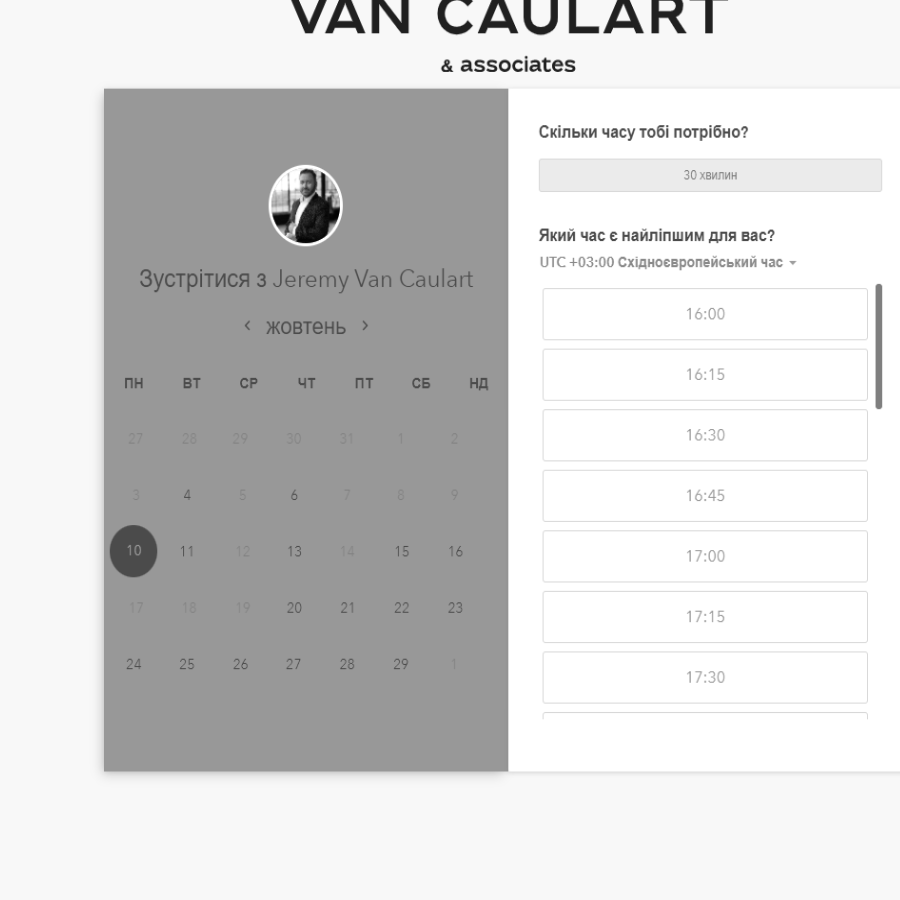 VAN CAULART
& associates
Зустрітися з Jeremy Van Caulart
жовтень
ПН ВТ СР ЧТ ПТ СБ НД
27 28 29 30 31 1 2
3 4 5 6 7 8 9
10 11 12 13 14 15 16
17 18 19 20 21 22 23
24 25 26 27 28 29 1
Скільки часу тобі потрібно?
30 хвилин
Який час є найліпшим для вас?
UTC +03:00 Східноєвропейський час
16:00
16:15
16:30
16:45
17:00
17:15
17:30